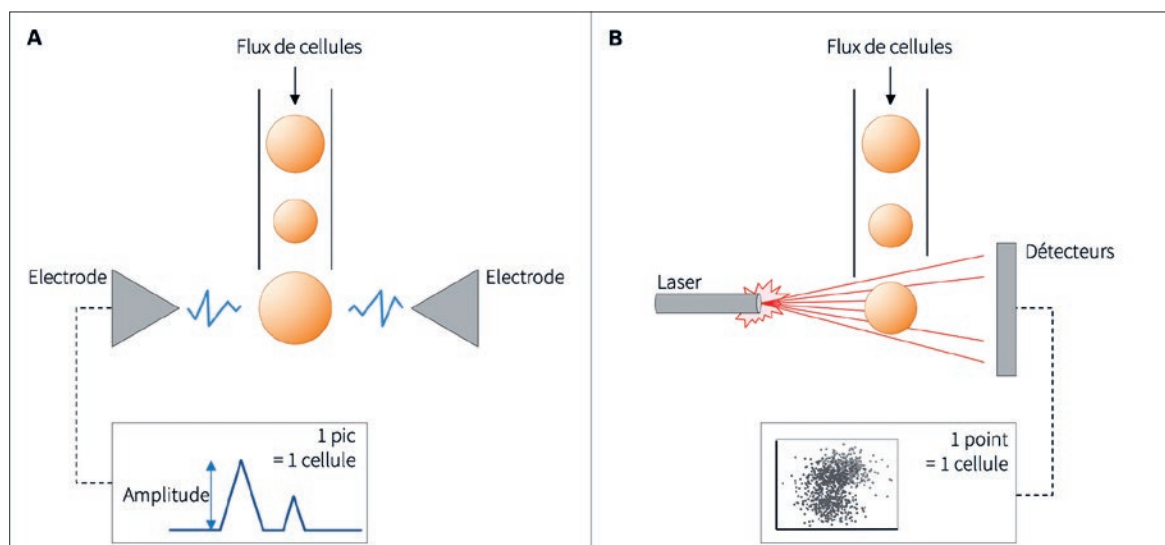 A
Flux de cellules
Electrode
Electrode
1 pic
= 1 cellule
Amplitude
B
Flux de cellules
Laser
Détecteurs
1 point
= 1 cellule